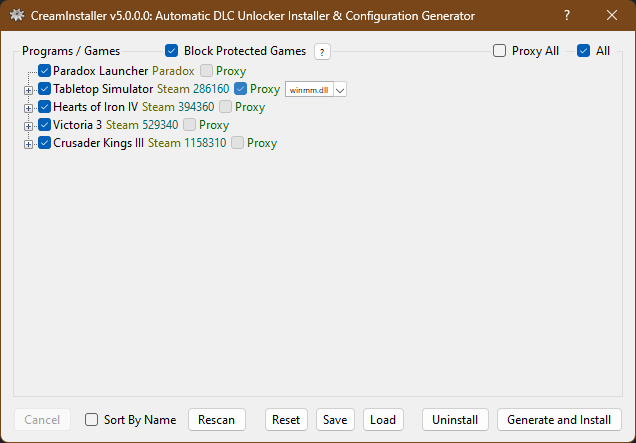 CreamInstaller v5.0.0.0: Automatic DLC Unlocker Installer & Configuration Generator ?
Programs / Games Block Protected Games ? Proxy All All
Paradox Launcher Paradox Proxy
Tabletop Simulator Steam 286160 Proxy winmm.dll
Hearts of Iron IV Steam 394360 Proxy
Victoria 3 Steam 529340 Proxy
Crusader Kings III Steam 1158310 Proxy
Cancel Sort By Name Rescan Reset Save Load Uninstall Generate and Install